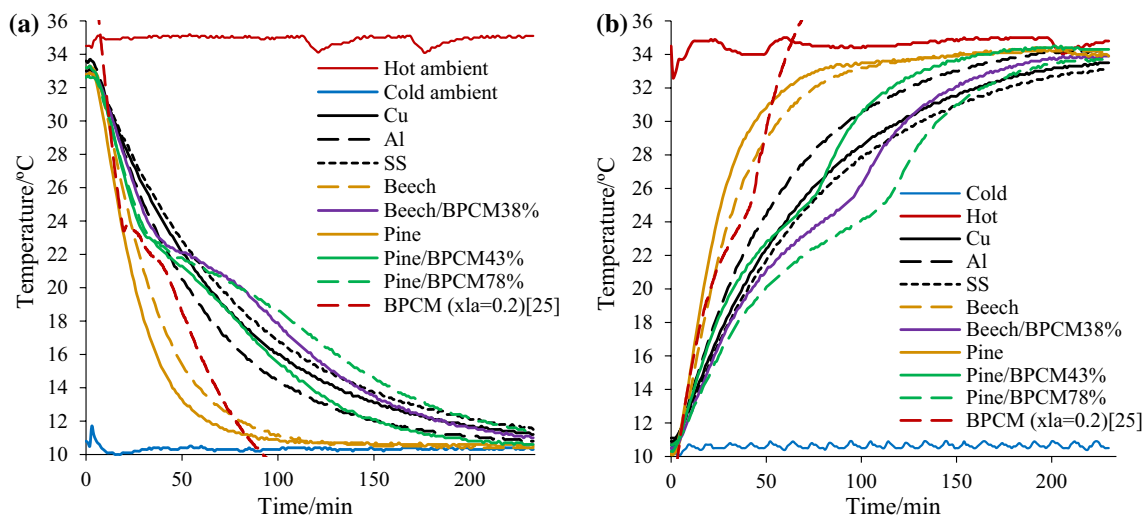 (a)
36
34
32
30
28
26
24
22
20
18
16
14
12
10
Temperature/ºC
Hot ambient
Cold ambient
Cu
Al
SS
Beech
Beech/BPCM38%
Pine
Pine/BPCM43%
Pine/BPCM78%
BPCM (xla=0.2)[25]
0 50 100 150 200
Time/min
(b)
36
34
32
30
28
26
24
22
20
18
16
14
12
10
Temperature/ºC
Cold
Hot
Cu
Al
SS
Beech
Beech/BPCM38%
Pine
Pine/BPCM43%
Pine/BPCM78%
BPCM (xla=0.2)[25]
0 50 100 150 200
Time/min